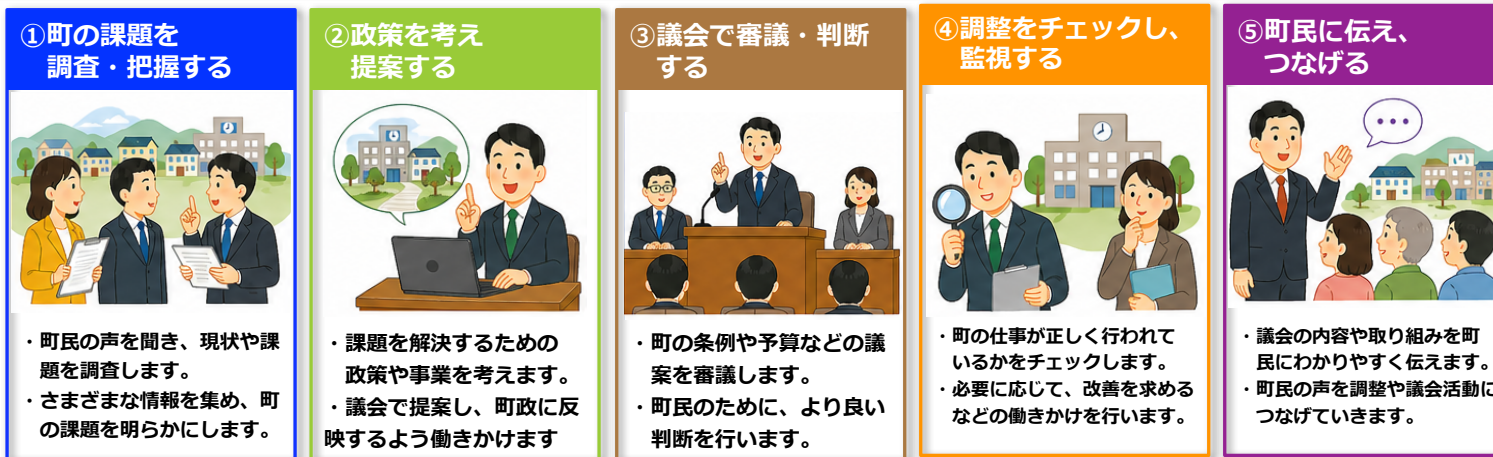 ①町の課題を
調査・把握する
・町民の声を聞き、現状や課
題を調査します。
・さまざまな情報を集め、町
の課題を明らかにします。
②政策を考え
提案する
・課題を解決するための
政策や事業を考えます。
・議会で提案し、町政に反
映するよう働きかけます
③議会で審議・判断
する
・町の条例や予算などの議
案を審議します。
・町民のために、より良い
判断を行います。
④調整をチェックし、
監視する
・町の仕事が正しく行われて
いるかをチェックします。
・必要に応じて、改善を求める
などの働きかけを行います。
⑤町民に伝え、
つなげる
・議会の内容や取り組みを町
民にわかりやすく伝えます。
・町民の声を調整や議会活動に
つなげていきます。